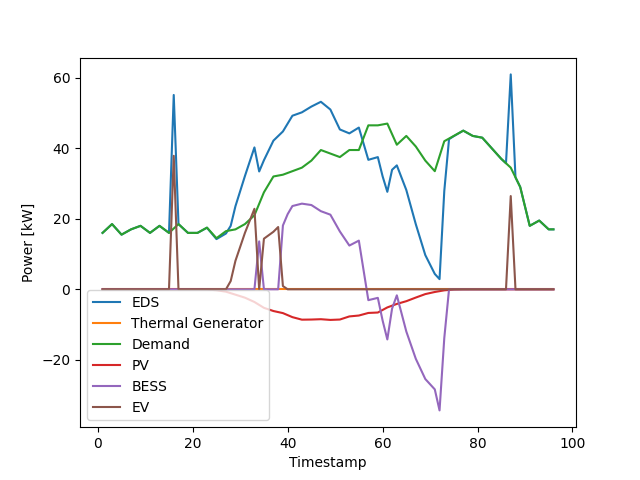 60
40
20
0
−20
Power [kW]
EDS
Thermal Generator
Demand
PV
BESS
EV
0 20 40 60 80 100
Timestamp